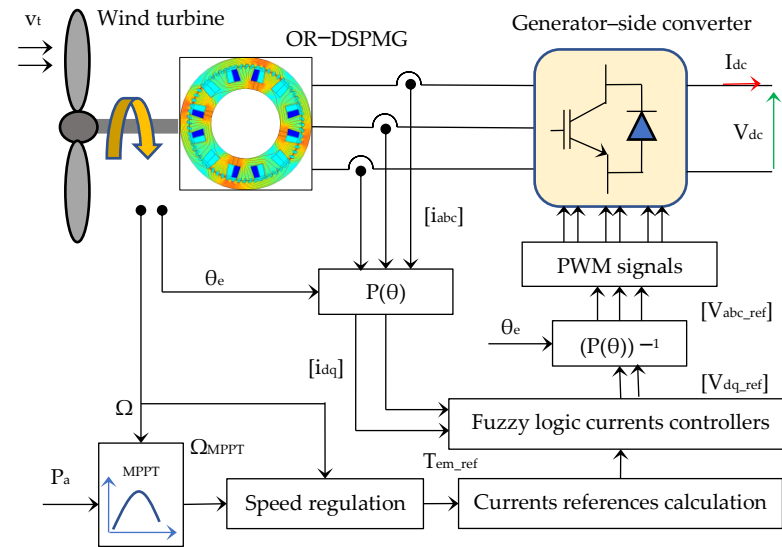 vt
Wind turbine
OR–DSPMG
Generator–side converter
Idc
Vdc
[iabc]
θe
P(θ)
PWM signals
[Vabc_ref]
θe
(P(θ)) –1
[idq]
[Vdq_ref]
Ω
Fuzzy logic currents controllers
ΩMPPT
Pa
MPPT
Tem_ref
Speed regulation
Currents references calculation